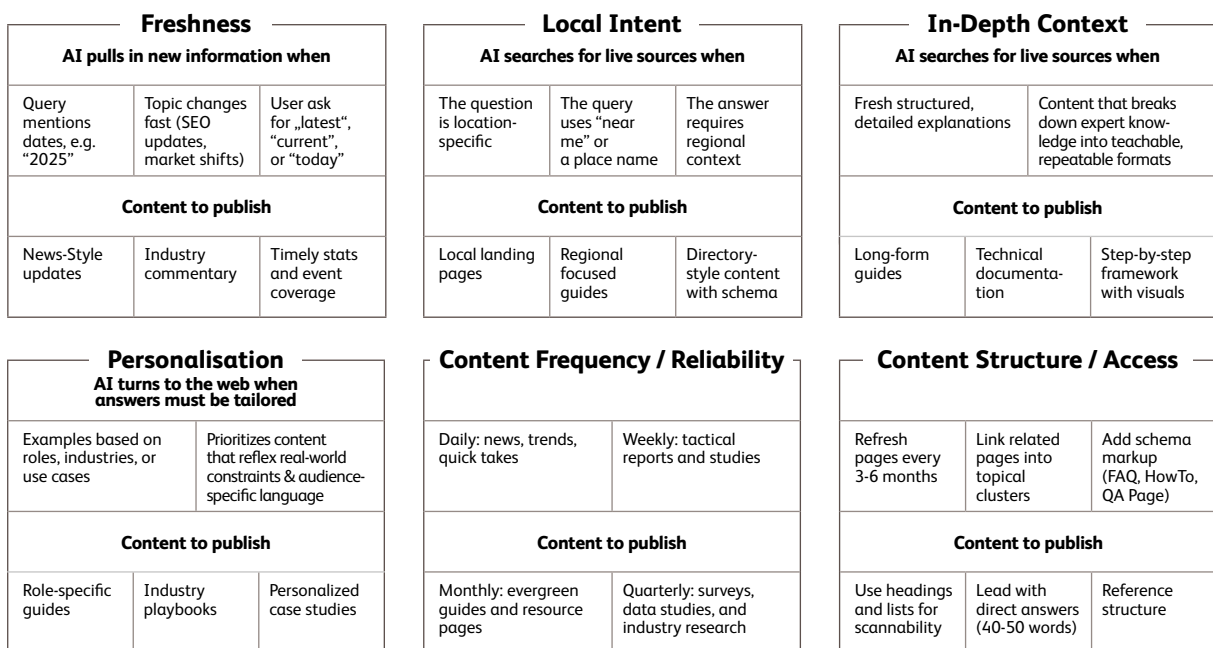 Freshness
AI pulls in new information when
Query
mentions
dates, e.g.
“2025”
Topic changes
fast (SEO
updates,
market shifts)
User ask
for „latest“,
“current”,
or “today”
Content to publish
News-Style
updates
Industry
commentary
Timely stats
and event
coverage
Local Intent
AI searches for live sources when
The question
is location-
specific
The query
uses “near
me” or
a place name
The answer
requires
regional
context
Content to publish
Local landing
pages
Regional
focused
guides
Directory-
style content
with schema
In-Depth Context
AI searches for live sources when
Fresh structured,
detailed explanations
Content that breaks
down expert know-
ledge into teachable,
repeatable formats
Content to publish
Long-form
guides
Technical
documenta-
tion
Step-by-step
framework
with visuals
Personalisation
AI turns to the web when
answers must be tailored
Examples based on
roles, industries, or
use cases
Prioritizes content
that reflex real-world
constraints & audience-
specific language
Content to publish
Role-specific
guides
Industry
playbooks
Personalized
case studies
Content Frequency / Reliability
Daily: news, trends,
quick takes
Weekly: tactical
reports and studies
Content to publish
Monthly: evergreen
guides and resource
pages
Quarterly: surveys,
data studies, and
industry research
Content Structure / Access
Refresh
pages every
3-6 months
Link related
pages into
topical
clusters
Add schema
markup
(FAQ, HowTo,
QA Page)
Content to publish
Use headings
and lists for
scannability
Lead with
direct answers
(40-50 words)
Reference
structure